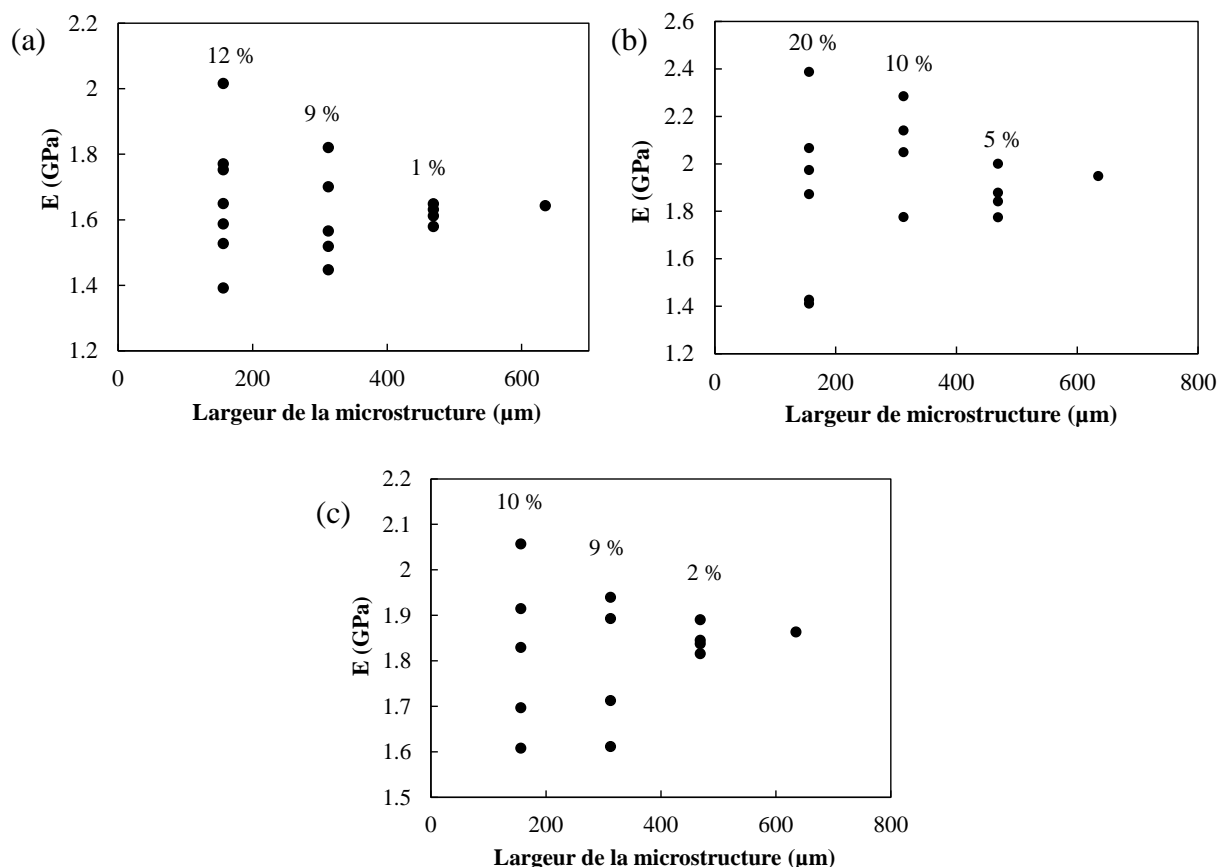 (a)
2.2
2
1.8
1.6
1.4
1.2
E (GPa)
12 %
9 %
1 %
0 200 400 600
Largeur de la microstructure (µm)
(b)
2.6
2.4
2.2
2
1.8
1.6
1.4
1.2
E (GPa)
20 %
10 %
5 %
0 200 400 600 800
Largeur de microstructure (µm)
(c)
2.2
2.1
2
1.9
1.8
1.7
1.6
1.5
E (GPa)
10 %
9 %
2 %
0 200 400 600 800
Largeur de la microstructure (µm)